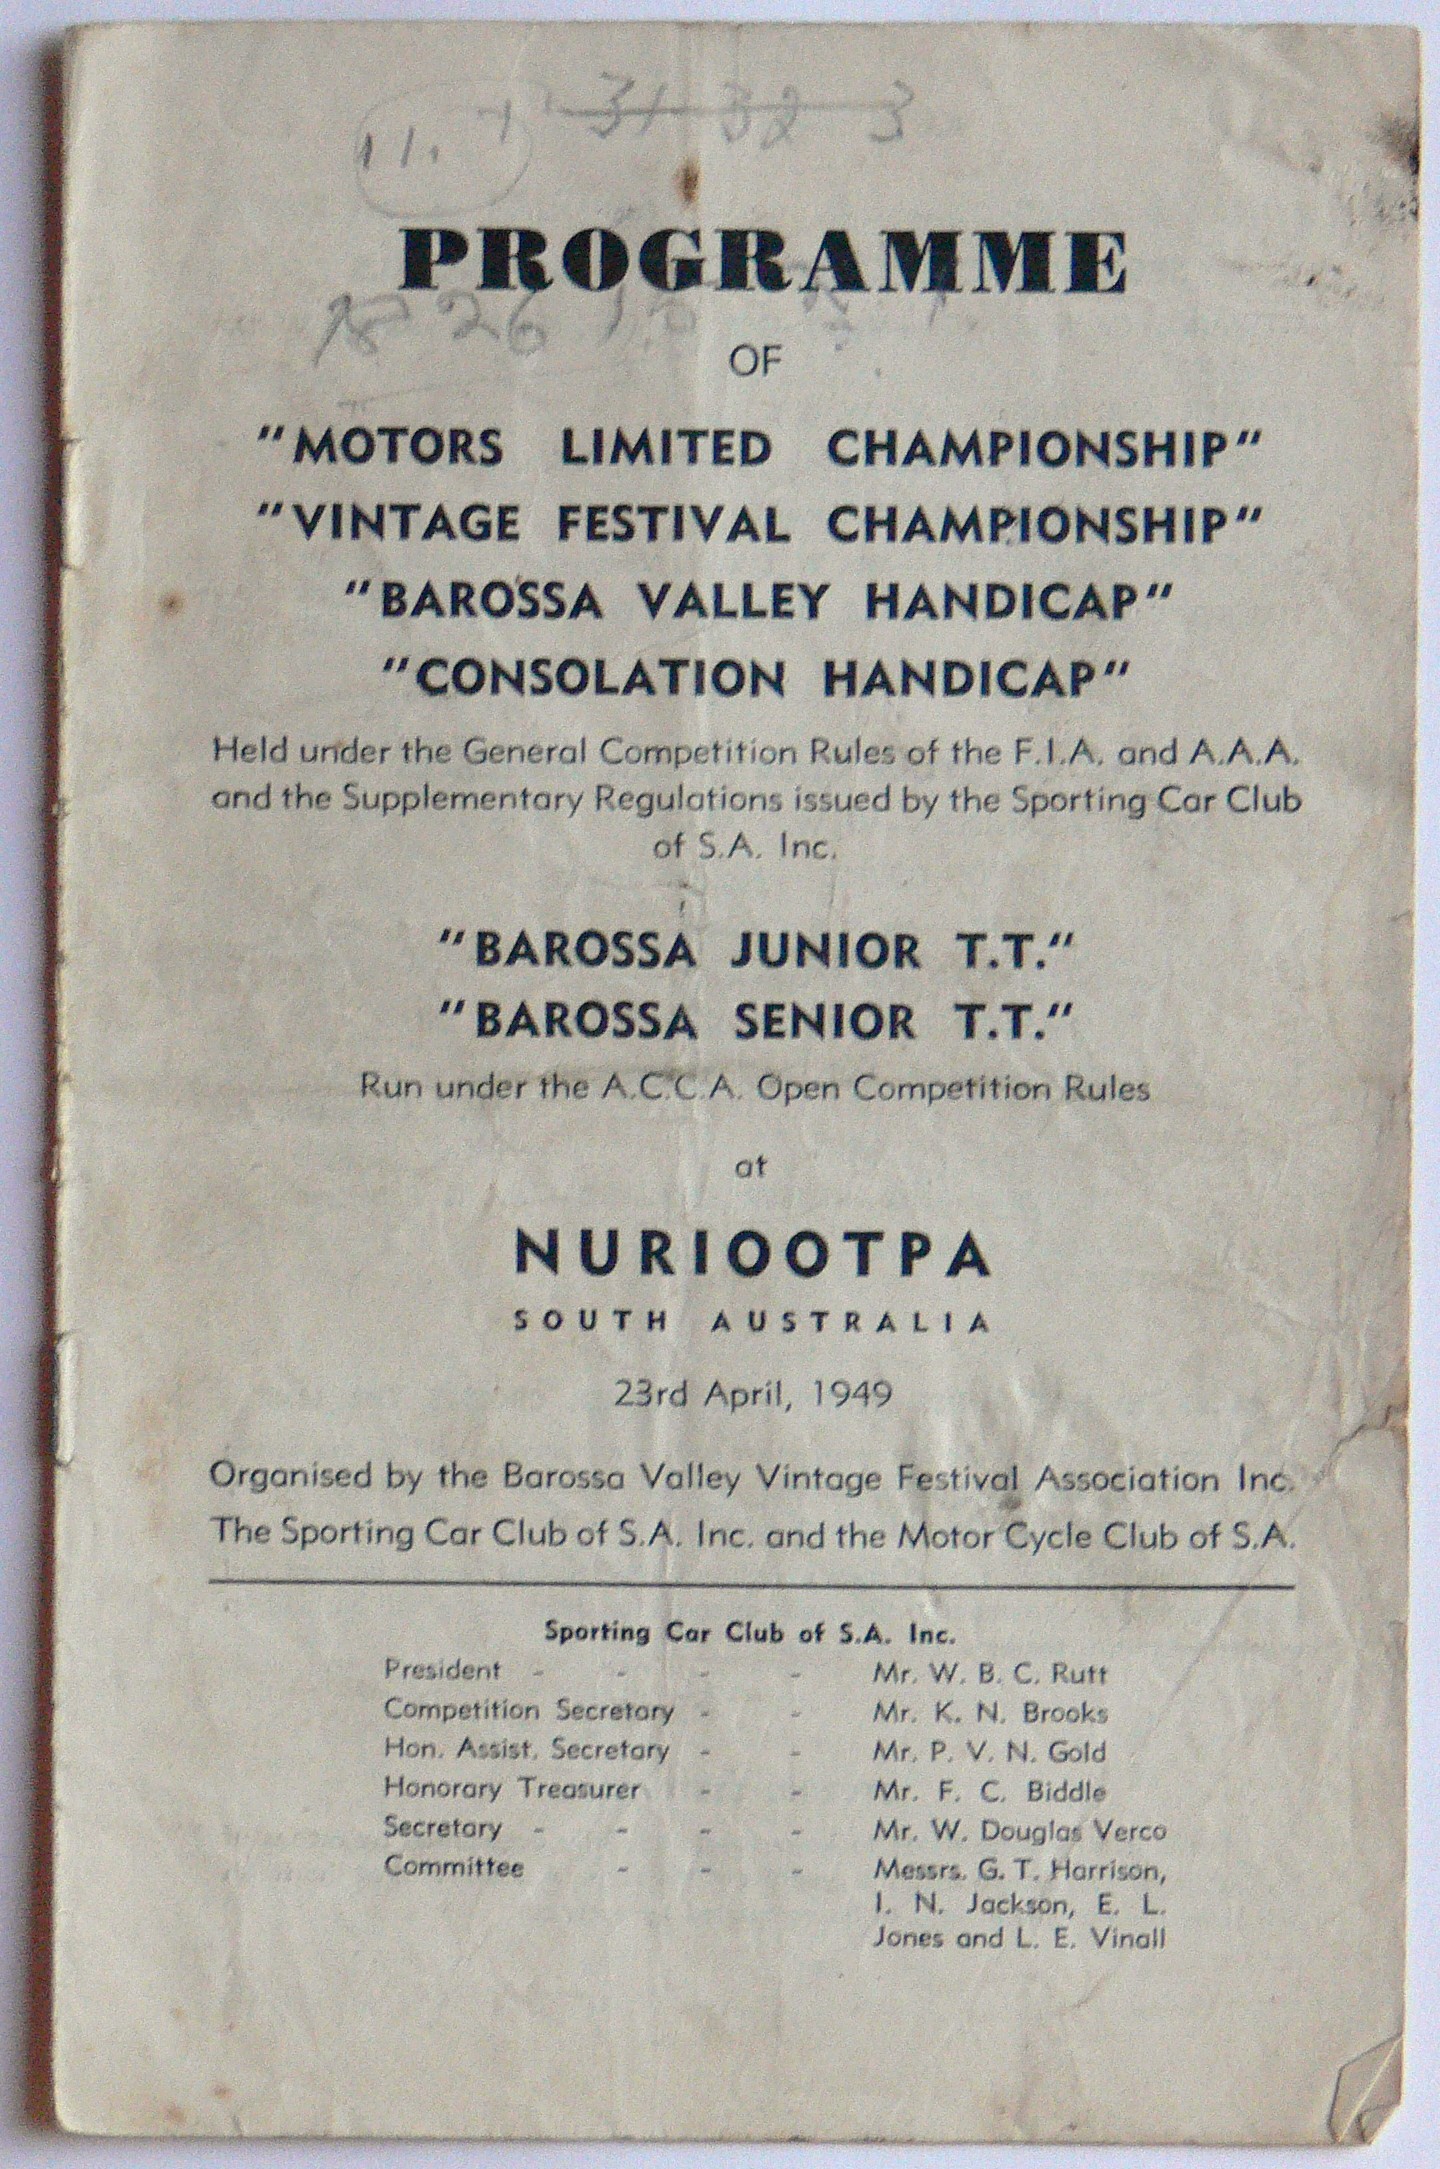 11.
31 32 3
PROGRAMME
26
OF
"MOTORS LIMITED CHAMPIONSHIP"
"VINTAGE FESTIVAL CHAMPIONSHIP"
"BAROSSA VALLEY HANDICAP"
"CONSOLATION HANDICAP"
Held under the General Competition Rules of the F.I.A. and A.A.A.
and the Supplementary Regulations issued by the Sporting Car Club
of S.A. Inc.
"BAROSSA JUNIOR T.T."
"BAROSSA SENIOR T.T."
Run under the A.C.C.A. Open Competition Rules
at
NURIOOTPA
SOUTH AUSTRALIA
23rd April, 1949
Organised by the Barossa Valley Vintage Festival Association Inc.
The Sporting Car Club of S.A. Inc. and the Motor Cycle Club of S.A.
Sporting Car Club of S.A. Inc.
President - - - - Mr. W. B. C. Rutt
Competition Secretary - - Mr. K. N. Brooks
Hon. Assist. Secretary - - Mr. P. V. N. Gold
Honorary Treasurer - - Mr. F. C. Biddle
Secretary - - - - Mr. W. Douglas Verco
Committee - - - Messrs. G. T. Harrison,
I. N. Jackson, E. L.
Jones and L. E. Vinall